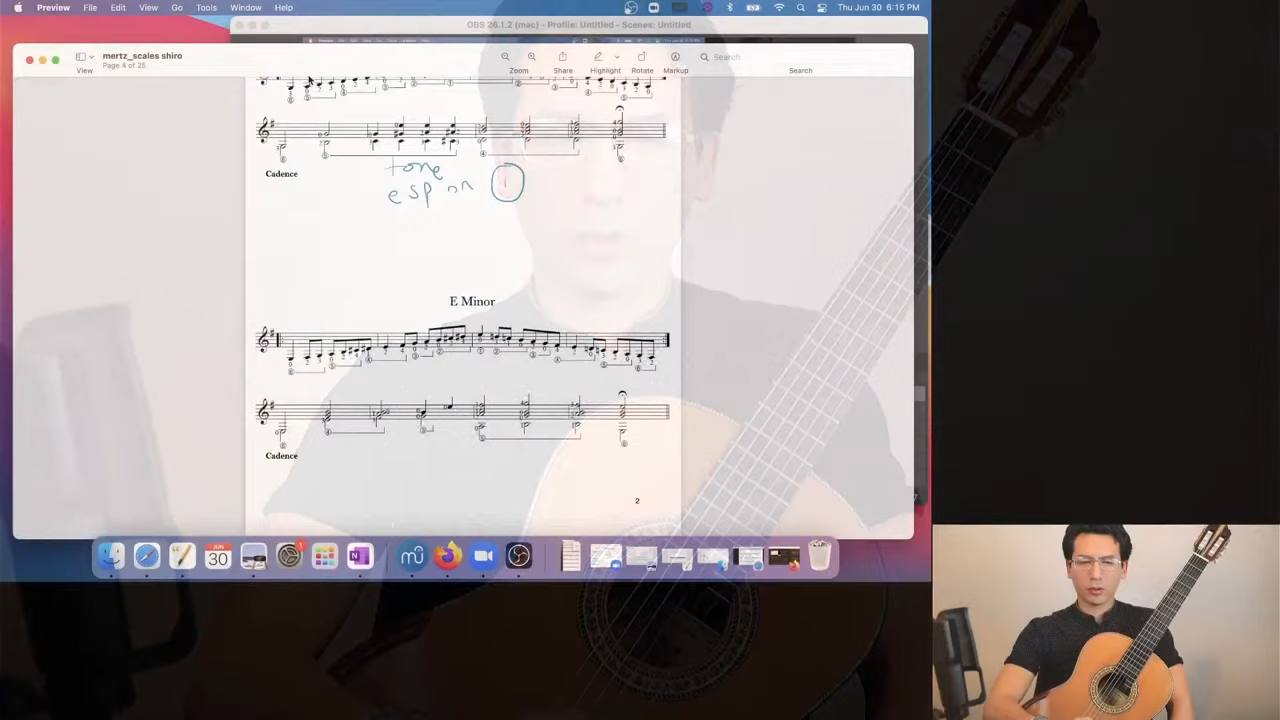 Preview File Edit View Go Tools Window Help Thu Jun 30 6:15 PM
OBS 26.1.2 (mac) - Profile: Untitled - Scenes: Untitled
mertz_scales shiro
Page 4 of 25
View Zoom Share Highlight Rotate Markup Search
Search
Cadence
tone
esp on 1
E Minor
Cadence
2
JUN
30